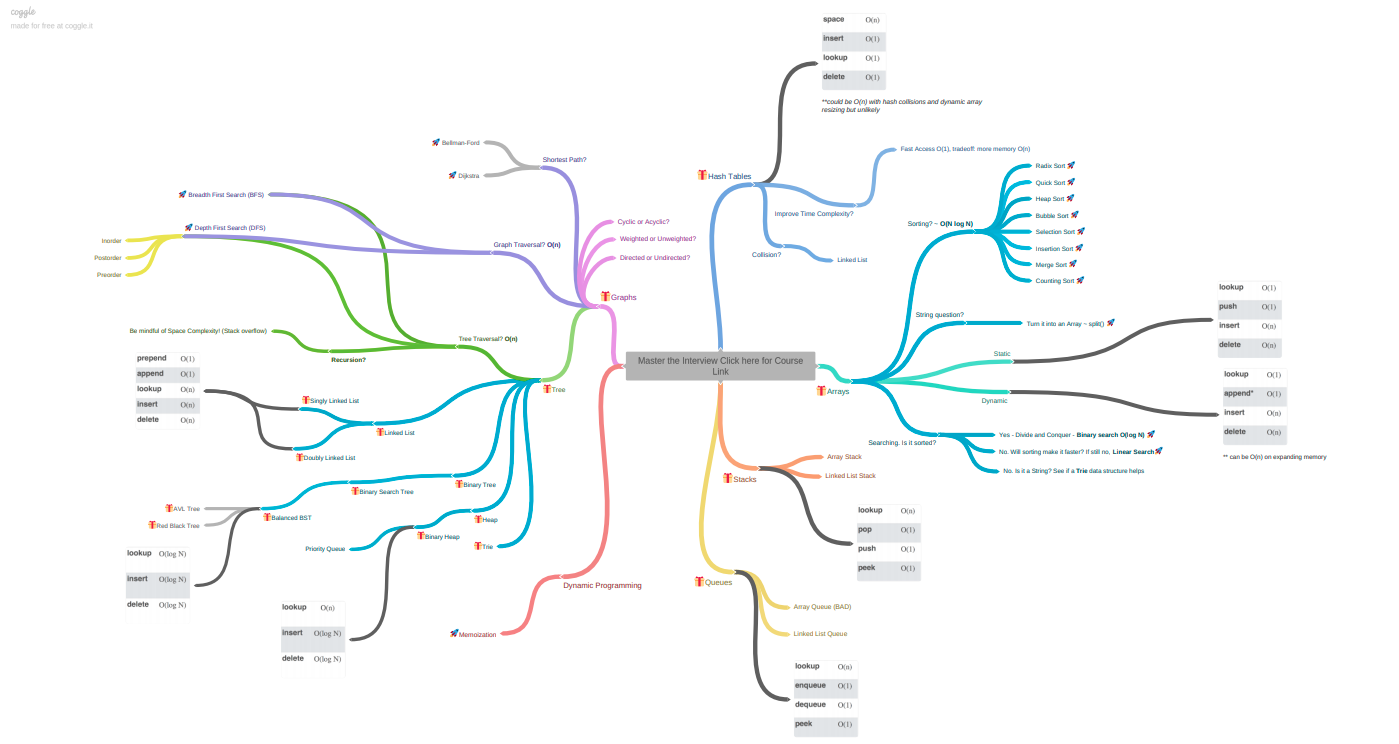 coggle
made for free at coggle.it
space O(n)
insert O(1)
lookup O(1)
delete O(1)
**could be O(n) with hash collisions and dynamic array
resizing but unlikely
Bellman-Ford
Shortest Path?
Dijkstra
Breadth First Search (BFS)
Depth First Search (DFS)
Inorder
Postorder
Preorder
Graph Traversal? O(n)
Cyclic or Acyclic?
Weighted or Unweighted?
Directed or Undirected?
Graphs
Hash Tables
Fast Access O(1), tradeoff: more memory O(n)
Improve Time Complexity?
Collision?
Linked List
Sorting? ~ O(N log N)
Radix Sort
Quick Sort
Heap Sort
Bubble Sort
Selection Sort
Insertion Sort
Merge Sort
Counting Sort
String question?
Turn it into an Array ~ split()
Static
Dynamic
lookup O(1)
push O(1)
insert O(n)
delete O(n)
lookup O(1)
append* O(1)
insert O(n)
delete O(n)
** can be O(n) on expanding memory
Be mindful of Space Complexity! (Stack overflow)
Recursion?
Tree Traversal? O(n)
Master the Interview Click here for Course
Link
Arrays
Tree
prepend O(1)
append O(1)
lookup O(n)
insert O(n)
delete O(n)
Singly Linked List
Linked List
Doubly Linked List
Searching. Is it sorted?
Yes - Divide and Conquer - Binary search O(log N)
No. Will sorting make it faster? If still no, Linear Search
No. Is it a String? See if a Trie data structure helps
Array Stack
Linked List Stack
Stacks
lookup O(n)
pop O(1)
push O(1)
peek O(1)
Binary Tree
Binary Search Tree
Balanced BST
AVL Tree
Red Black Tree
lookup O(log N)
insert O(log N)
delete O(log N)
Heap
Binary Heap
Priority Queue
Trie
lookup O(n)
insert O(log N)
delete O(log N)
Dynamic Programming
Memoization
Queues
Array Queue (BAD)
Linked List Queue
lookup O(n)
enqueue O(1)
dequeue O(1)
peek O(1)